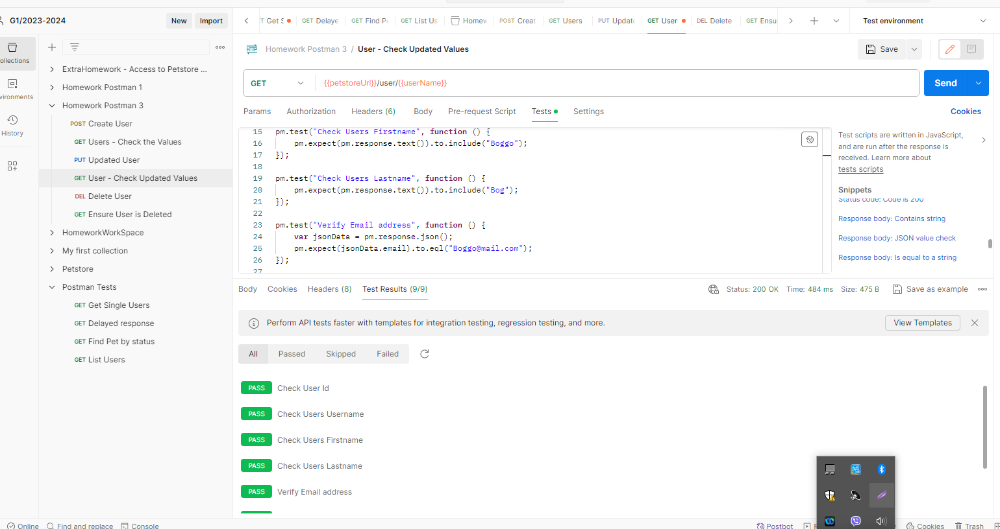 G1/2023-2024
New
Import
Get S
Delaye
GET Find P
GET List Us
Homew
POST Creat
GET Users
PUT Updat
GET User
DEL Delete
GET Ensu
Test environment
ollections
vironments
History
ExtraHomework - Access to Petstore ...
Homework Postman 1
Homework Postman 3
POST Create User
GET Users - Check the Values
PUT Updated User
GET User - Check Updated Values
DEL Delete User
GET Ensure User is Deleted
HomeworkWorkSpace
My first collection
Petstore
Postman Tests
GET Get Single Users
GET Delayed response
GET Find Pet by status
GET List Users
HTTP Homework Postman 3 / User - Check Updated Values
Save
GET
{{petstoreUrl}}/user/{{userName}}
Send
Params Authorization Headers (6) Body Pre-request Script Tests Settings
Cookies
15 pm.test("Check Users Firstname", function () {
16 pm.expect(pm.response.text()).to.include("Boggo");
17 });
18
19 pm.test("Check Users Lastname", function () {
20 pm.expect(pm.response.text()).to.include("Bog");
21 });
22
23 pm.test("Verify Email address", function () {
24 var jsonData = pm.response.json();
25 pm.expect(jsonData.email).to.eql("Boggo@mail.com");
26 });
27
Test scripts are written in JavaScript,
and are run after the response is
received. Learn more about
tests scripts
Snippets
Status code: Code is 200
Response body: Contains string
Response body: JSON value check
Response body: Is equal to a string
Body Cookies Headers (8) Test Results (9/9)
Status: 200 OK Time: 484 ms Size: 475 B Save as example
Perform API tests faster with templates for integration testing, regression testing, and more.
View Templates
All Passed Skipped Failed
PASS Check User Id
PASS Check Users Username
PASS Check Users Firstname
PASS Check Users Lastname
PASS Verify Email address
Online Find and replace Console
Postbot
Cookies Trash